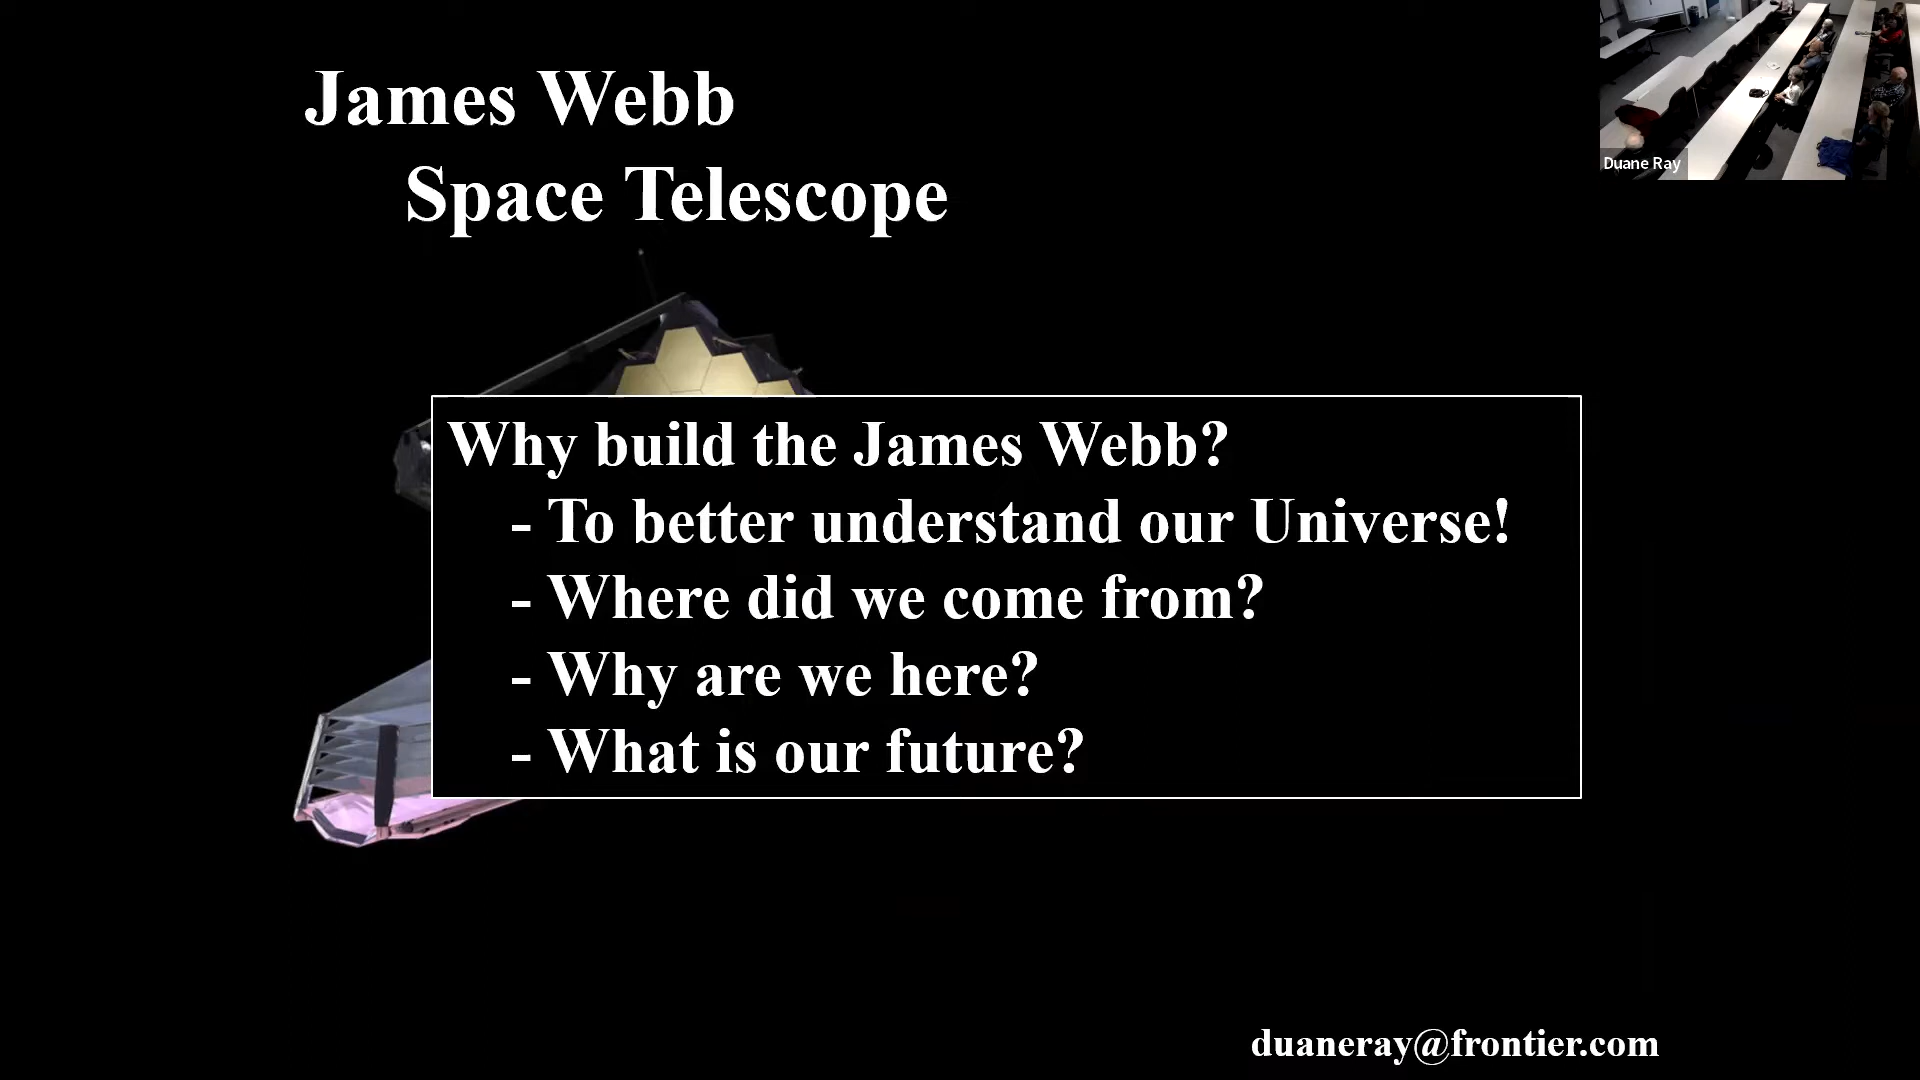 James Webb
Space Telescope
Duane Ray
Why build the James Webb?
- To better understand our Universe!
- Where did we come from?
- Why are we here?
- What is our future?
duaneray@frontier.com